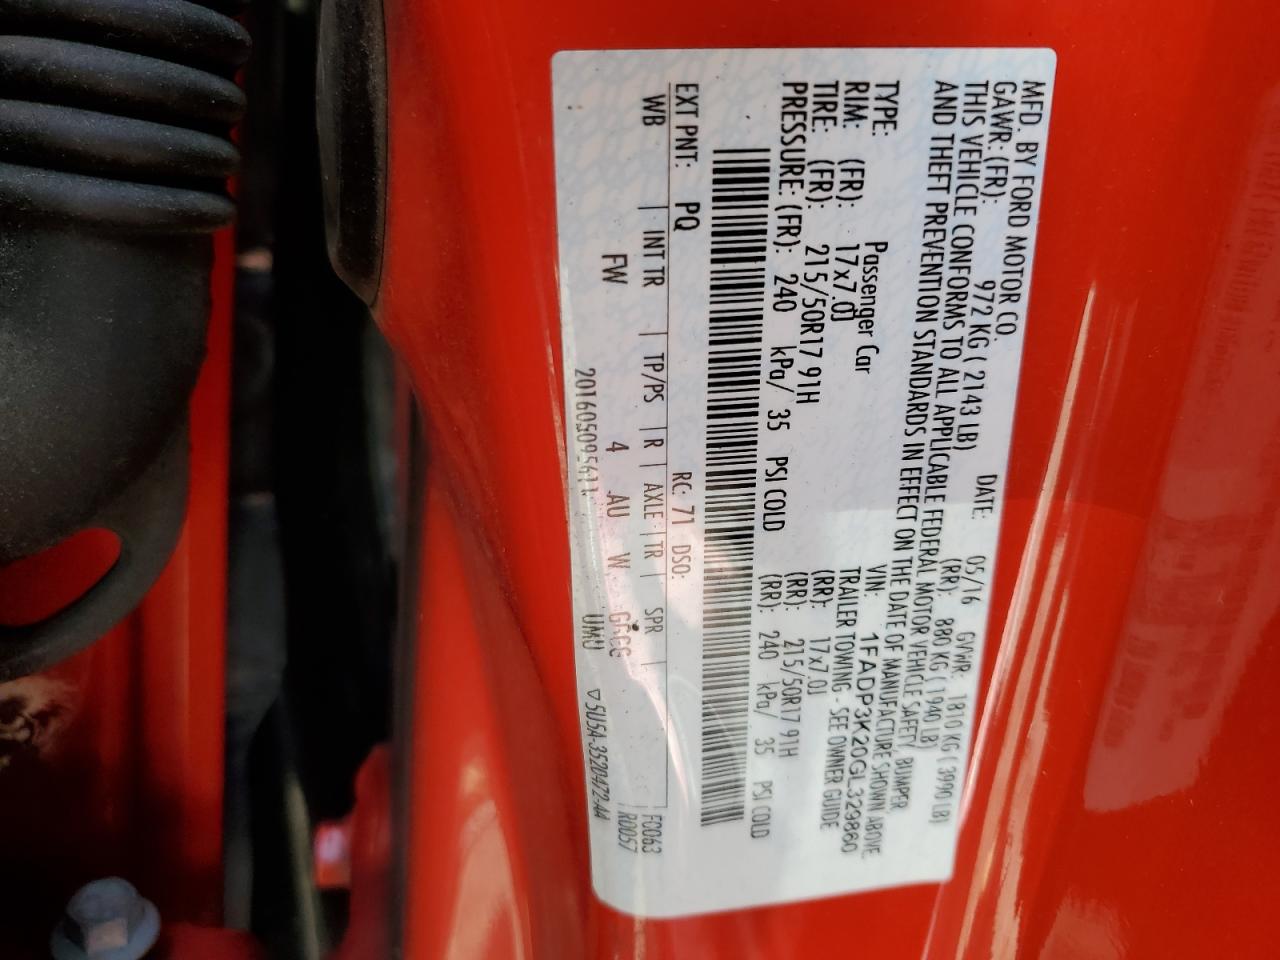 MFD. BY FORD MOTOR CO.
DATE: 05/16 GVWR: 1810 KG ( 3990 LB)
GAWR: (FR): 972 KG ( 2143 LB) (RR): 880 KG ( 1940 LB)
THIS VEHICLE CONFORMS TO ALL APPLICABLE FEDERAL MOTOR VEHICLE SAFETY, BUMPER,
AND THEFT PREVENTION STANDARDS IN EFFECT ON THE DATE OF MANUFACTURE SHOWN ABOVE.
VIN: 1FADP3K20GL329860
TYPE: Passenger Car TRAILER TOWING - SEE OWNER GUIDE
RIM: (FR): 17x7.0J (RR): 17x7.0J
TIRE: (FR): 215/50R17 91H (RR): 215/50R17 91H
PRESSURE: (FR): 240 kPa/ 35 PSI COLD (RR): 240 kPa/ 35 PSI COLD
EXT PNT: PQ RC: 71 DSO: F0063
WB INT TR TP/PS R AXLE TR SPR R0057
FW 4 AU W
20160509561 1 UMU ▽ 5U5A-3520472-AA